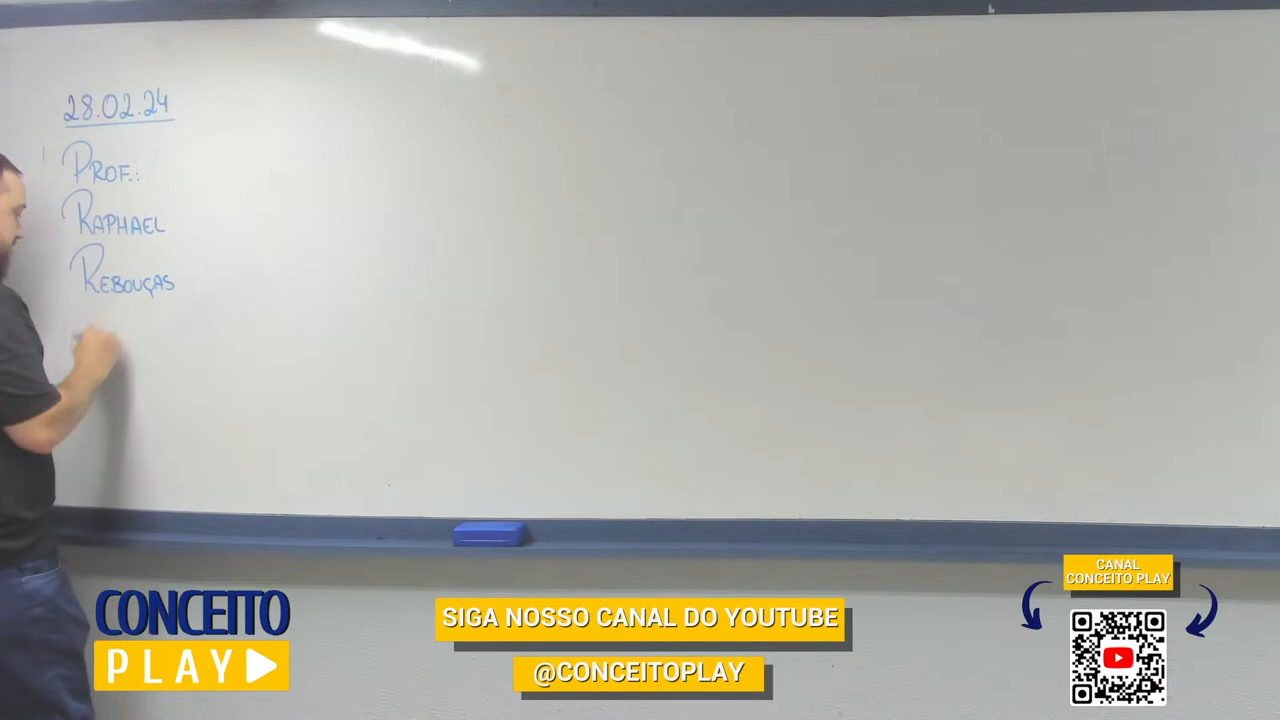 28.02.24
PROF.:
RAPHAEL
REBOUÇAS
CONCEITO
PLAY
SIGA NOSSO CANAL DO YOUTUBE
@CONCEITOPLAY
CANAL
CONCEITO PLAY